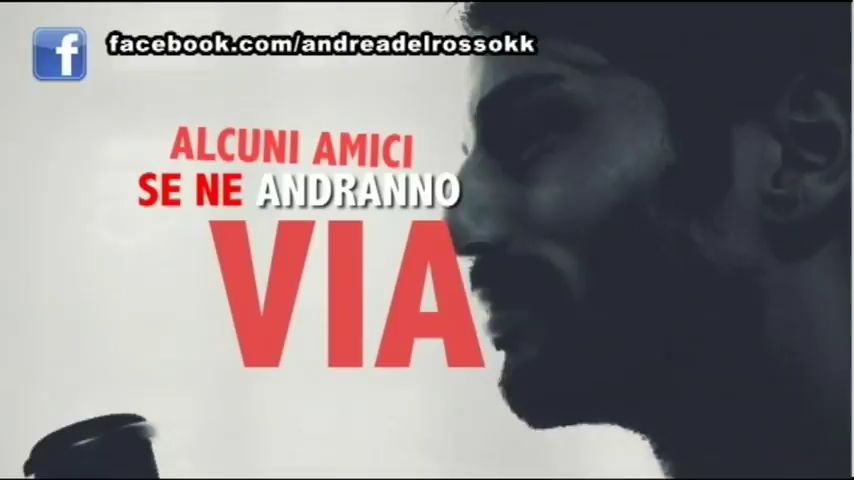 facebook.com/andreadelrossokk
ALCUNI AMICI
SE NE ANDRANNO
VIA